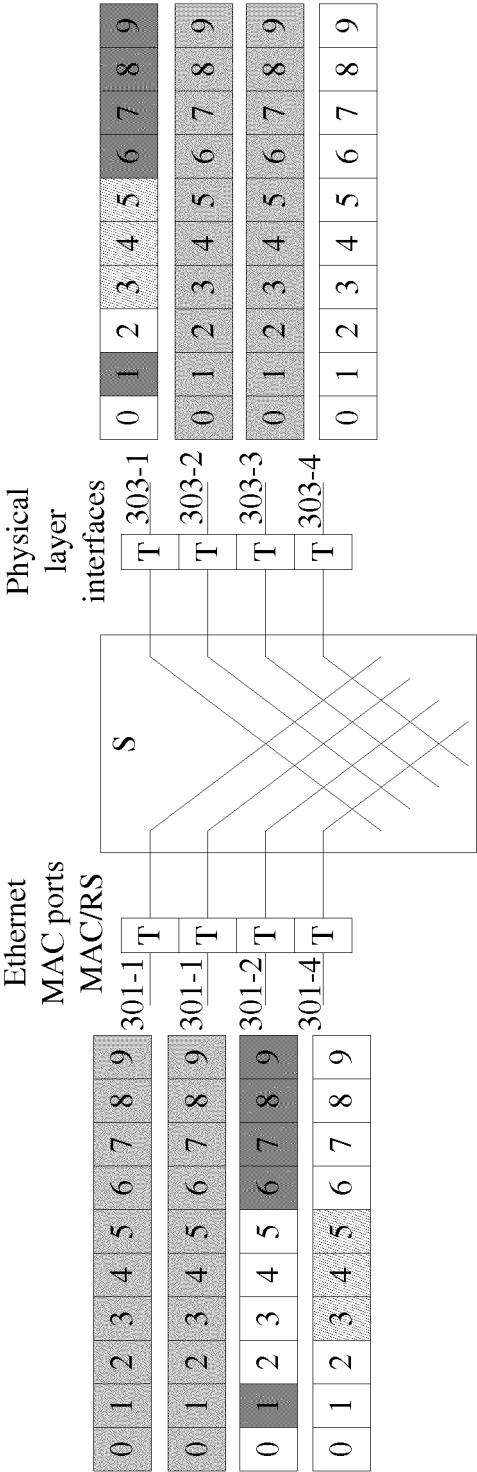 Ethernet
MAC ports
MAC/RS
Physical
layer
interfaces
0 1 2 3 4 5 6 7 8 9 301-1 T
0 1 2 3 4 5 6 7 8 9 301-1 T
0 1 2 3 4 5 6 7 8 9 301-2 T
0 1 2 3 4 5 6 7 8 9 301-4 T
S
T 303-1 0 1 2 3 4 5 6 7 8 9
T 303-2 0 1 2 3 4 5 6 7 8 9
T 303-3 0 1 2 3 4 5 6 7 8 9
T 303-4 0 1 2 3 4 5 6 7 8 9